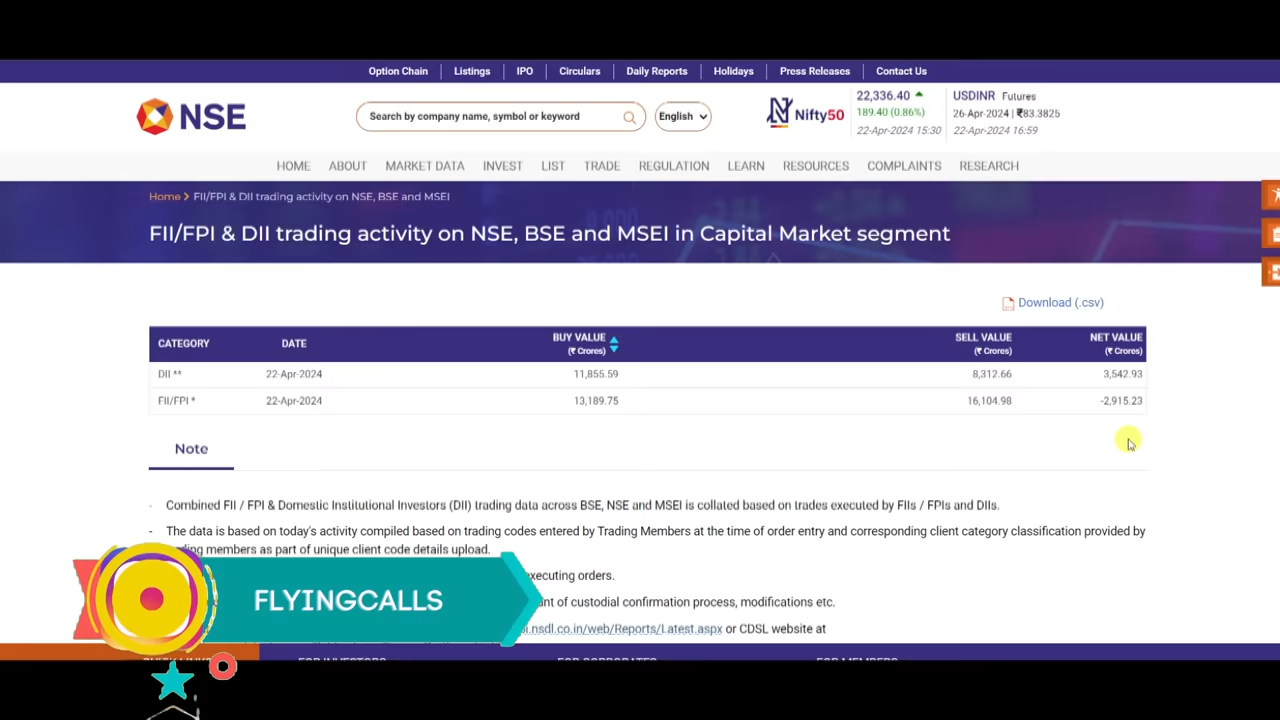 Option Chain
Listings
IPO
Circulars
Daily Reports
Holidays
Press Releases
Contact Us
NSE
Search by company name, symbol or keyword
English
Nifty50
22,336.40
189.40 (0.86%)
22-Apr-2024 15:30
USDINR Futures
26-Apr-2024 | ₹83.3825
22-Apr-2024 16:59
HOME ABOUT MARKET DATA INVEST LIST TRADE REGULATION LEARN RESOURCES COMPLAINTS RESEARCH
Home > FII/FPI & DII trading activity on NSE, BSE and MSEI
FII/FPI & DII trading activity on NSE, BSE and MSEI in Capital Market segment
Download (.csv)
CATEGORY DATE BUY VALUE (₹ Crores) SELL VALUE (₹ Crores) NET VALUE (₹ Crores)
DII ** 22-Apr-2024 11,855.59 8,312.66 3,542.93
FII/FPI * 22-Apr-2024 13,189.75 16,104.98 -2,915.23
Note
- Combined FII / FPI & Domestic Institutional Investors (DII) trading data across BSE, NSE and MSEI is collated based on trades executed by FIIs / FPIs and DIIs.
- The data is based on today's activity compiled based on trading codes entered by Trading Members at the time of order entry and corresponding client category classification provided by
members as part of unique client code details upload.
executing orders.
of custodial confirmation process, modifications etc.
.nsdl.co.in/web/Reports/Latest.aspx or CDSL website at
FLYINGCALLS
FOR INVESTORS
FOR CORPORATES
FOR MEMBERS